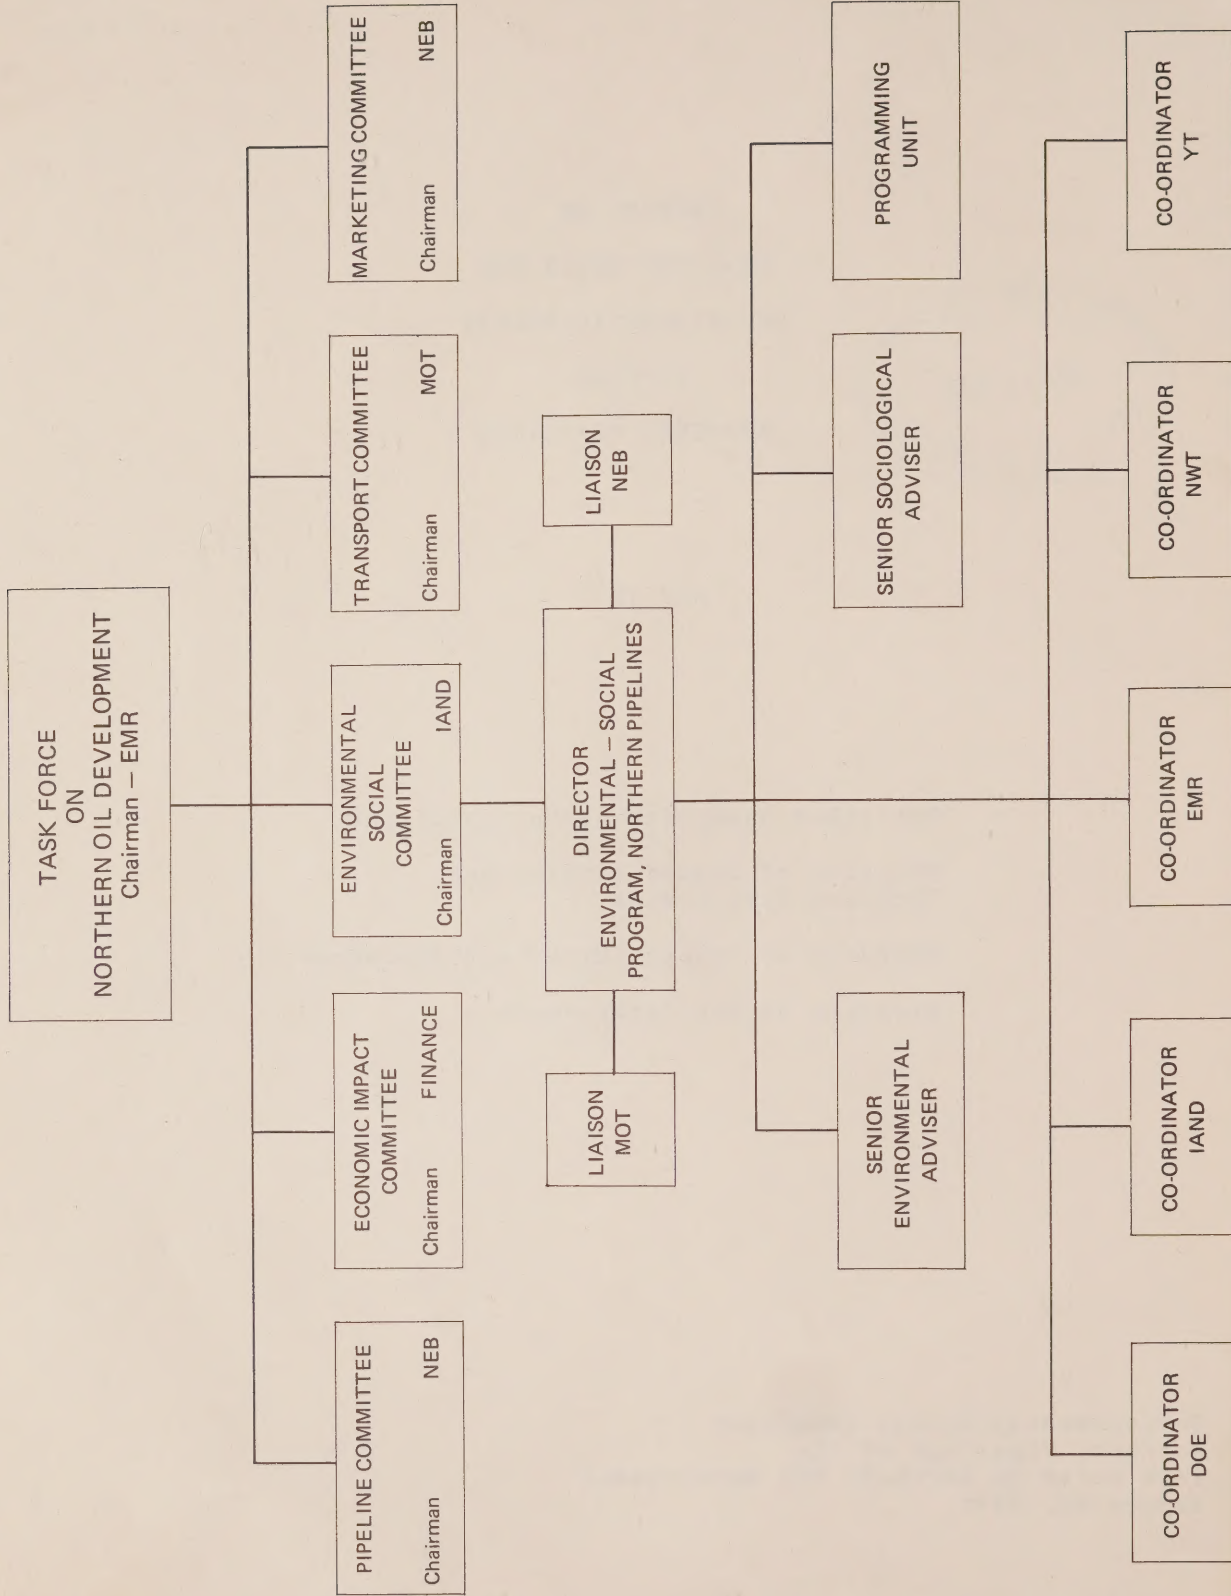 TASK FORCE
ON
NORTHERN OIL DEVELOPMENT
Chairman – EMR
PIPELINE COMMITTEE
Chairman NEB
ECONOMIC IMPACT
COMMITTEE
Chairman FINANCE
ENVIRONMENTAL
SOCIAL
COMMITTEE
Chairman IAND
TRANSPORT COMMITTEE
Chairman MOT
MARKETING COMMITTEE
Chairman NEB
LIAISON
MOT
DIRECTOR
ENVIRONMENTAL – SOCIAL
PROGRAM, NORTHERN PIPELINES
LIAISON
NEB
SENIOR
ENVIRONMENTAL
ADVISER
SENIOR SOCIOLOGICAL
ADVISER
PROGRAMMING
UNIT
CO-ORDINATOR
DOE
CO-ORDINATOR
IAND
CO-ORDINATOR
EMR
CO-ORDINATOR
NWT
CO-ORDINATOR
YT